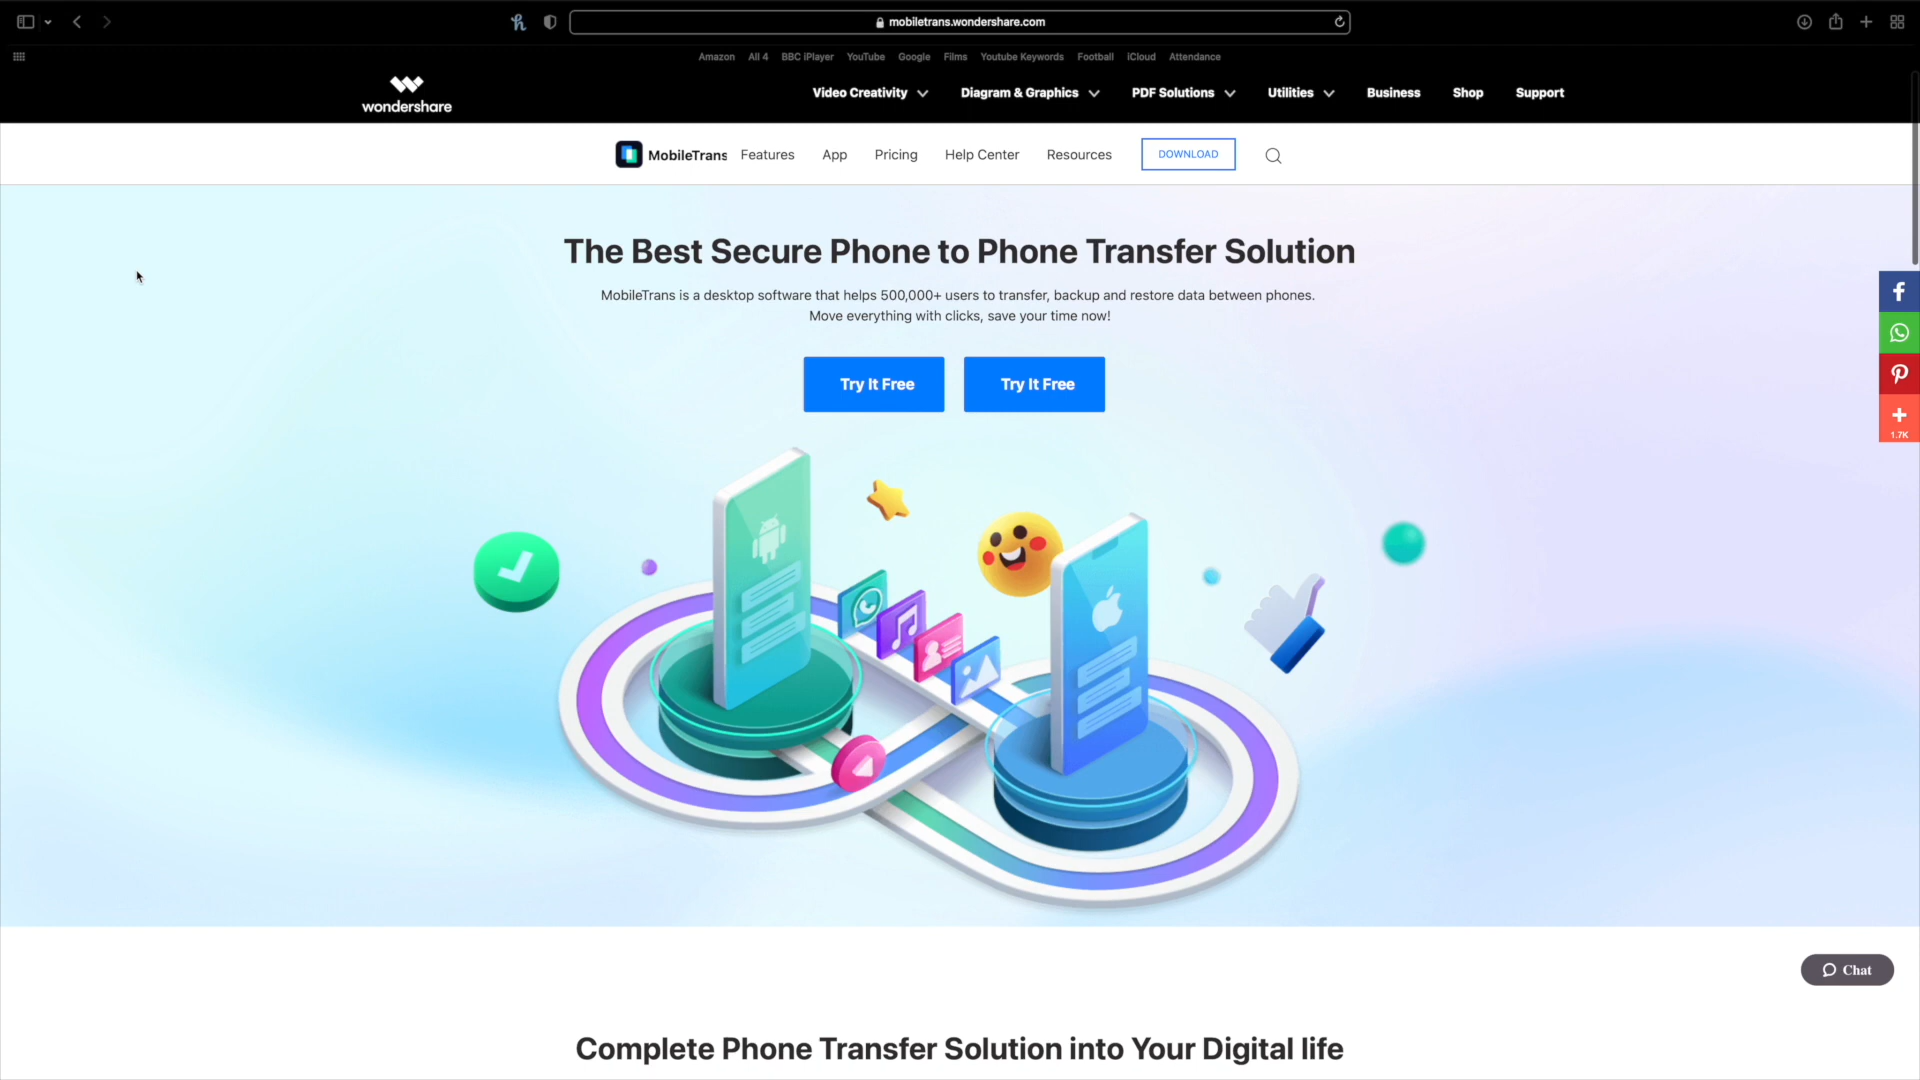 mobiletrans.wondershare.com
Amazon All 4 BBC iPlayer YouTube Google Films Youtube Keywords Football iCloud Attendance
wondershare
Video Creativity Diagram & Graphics PDF Solutions Utilities Business Shop Support
MobileTrans Features App Pricing Help Center Resources DOWNLOAD
The Best Secure Phone to Phone Transfer Solution
MobileTrans is a desktop software that helps 500,000+ users to transfer, backup and restore data between phones.
Move everything with clicks, save your time now!
Try It Free Try It Free
1.7K
Chat
Complete Phone Transfer Solution into Your Digital life